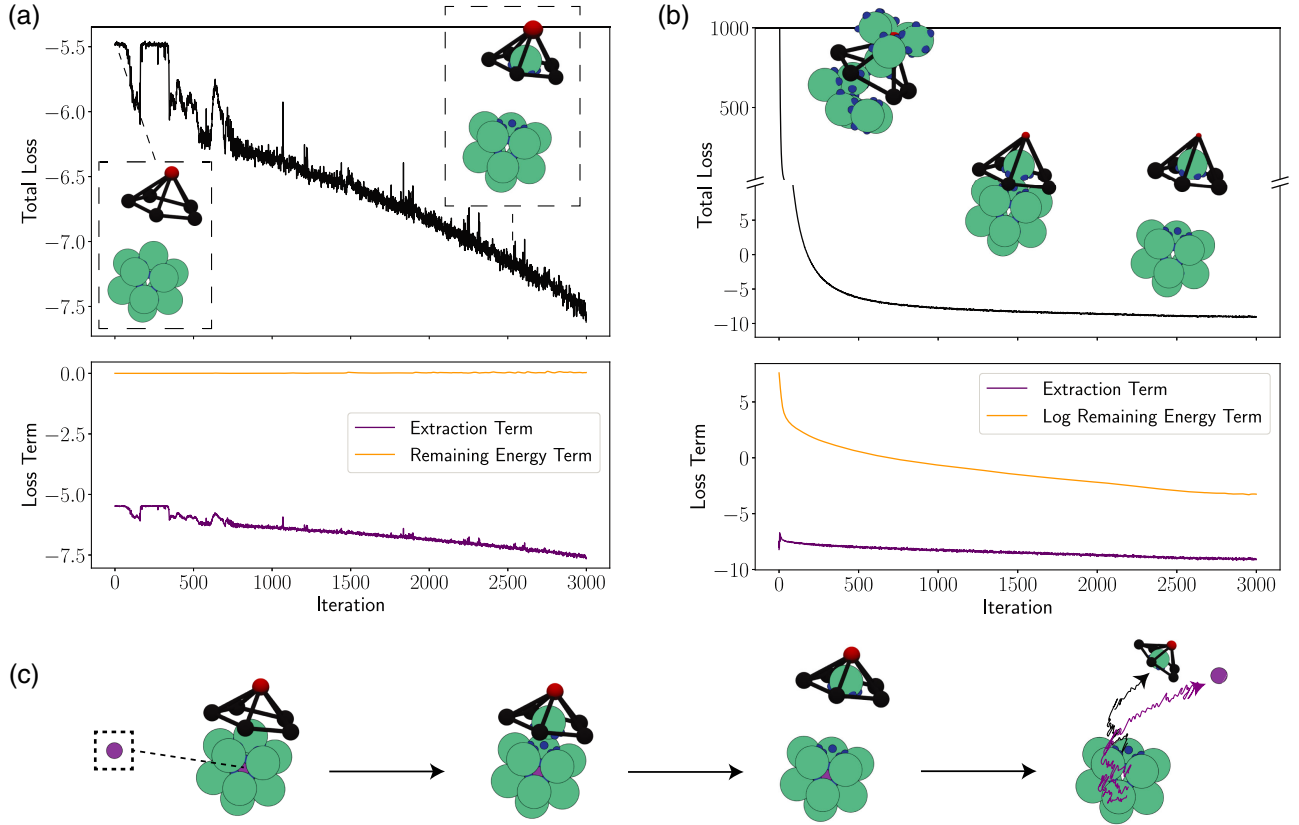 (a)
Total Loss
−5.5
−6.0
−6.5
−7.0
−7.5
Loss Term
0.0
−2.5
−5.0
−7.5
Extraction Term
Remaining Energy Term
0
500
1000
1500
2000
2500
3000
Iteration
(b)
Total Loss
1000
500
5
0
−5
−10
Loss Term
5
0
−5
−10
Extraction Term
Log Remaining Energy Term
0
500
1000
1500
2000
2500
3000
Iteration
(c)